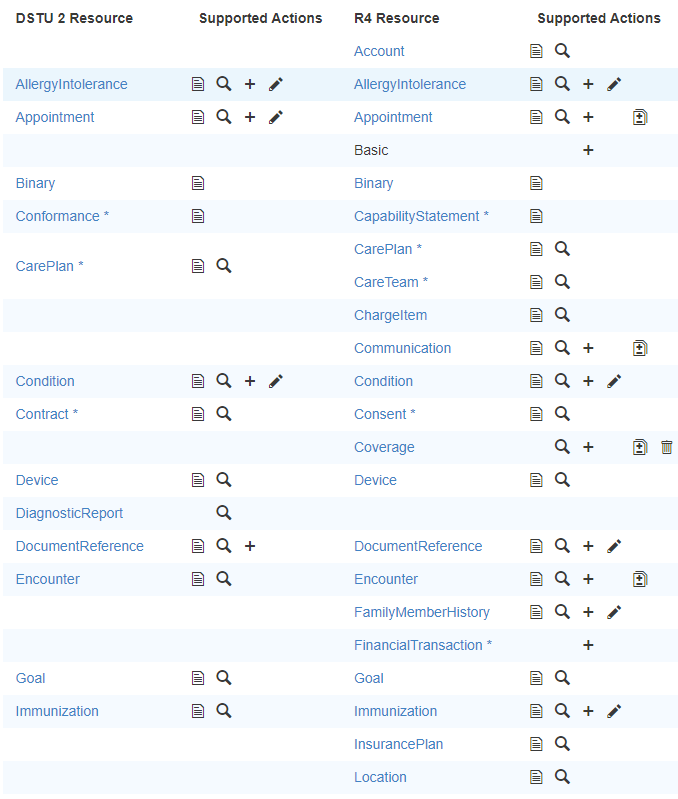 DSTU 2 Resource Supported Actions R4 Resource Supported Actions
Account
AllergyIntolerance + AllergyIntolerance +
Appointment + Appointment +
Basic +
Binary Binary
Conformance * CapabilityStatement *
CarePlan *
CarePlan *
CareTeam *
ChargeItem
Communication +
Condition + Condition +
Contract * Consent *
Coverage +
Device Device
DiagnosticReport
DocumentReference + DocumentReference +
Encounter Encounter +
FamilyMemberHistory +
FinancialTransaction * +
Goal Goal
Immunization Immunization +
InsurancePlan
Location